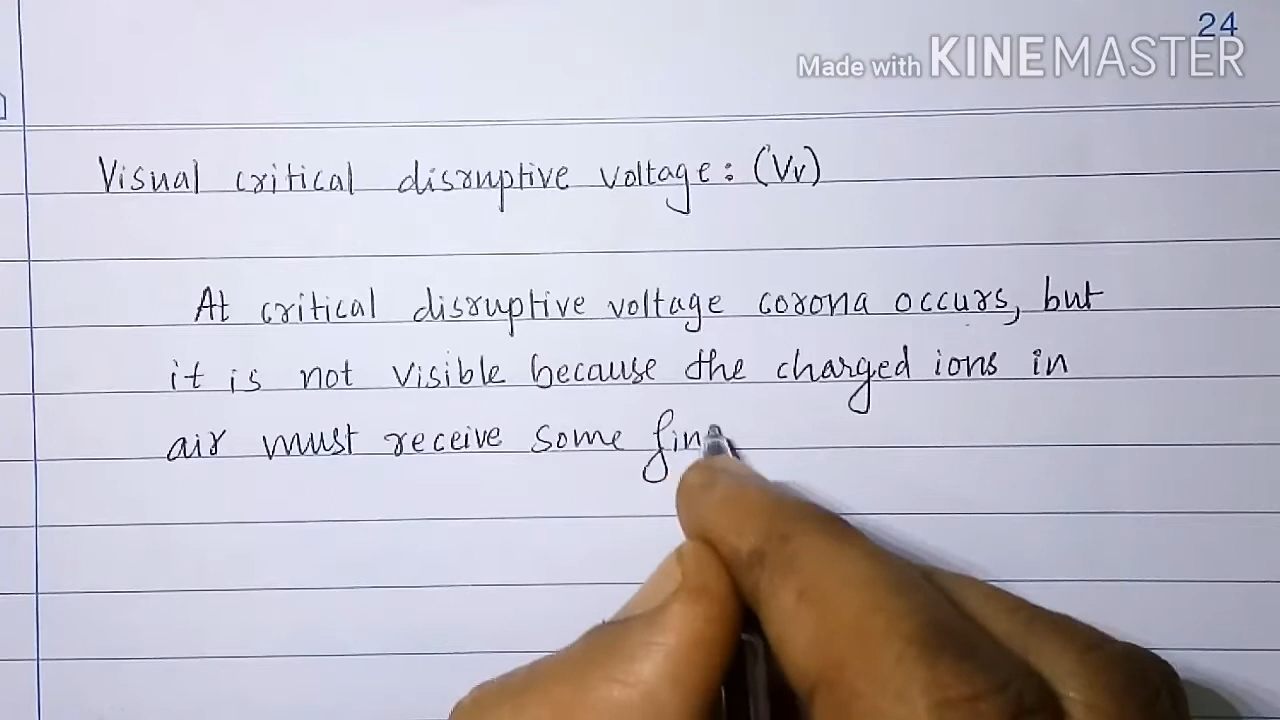 24
Made with KINEMASTER
Visual critical disruptive voltage: (Vv)
At critical disruptive voltage corona occurs, but
it is not visible because the charged ions in
air must receive some fin